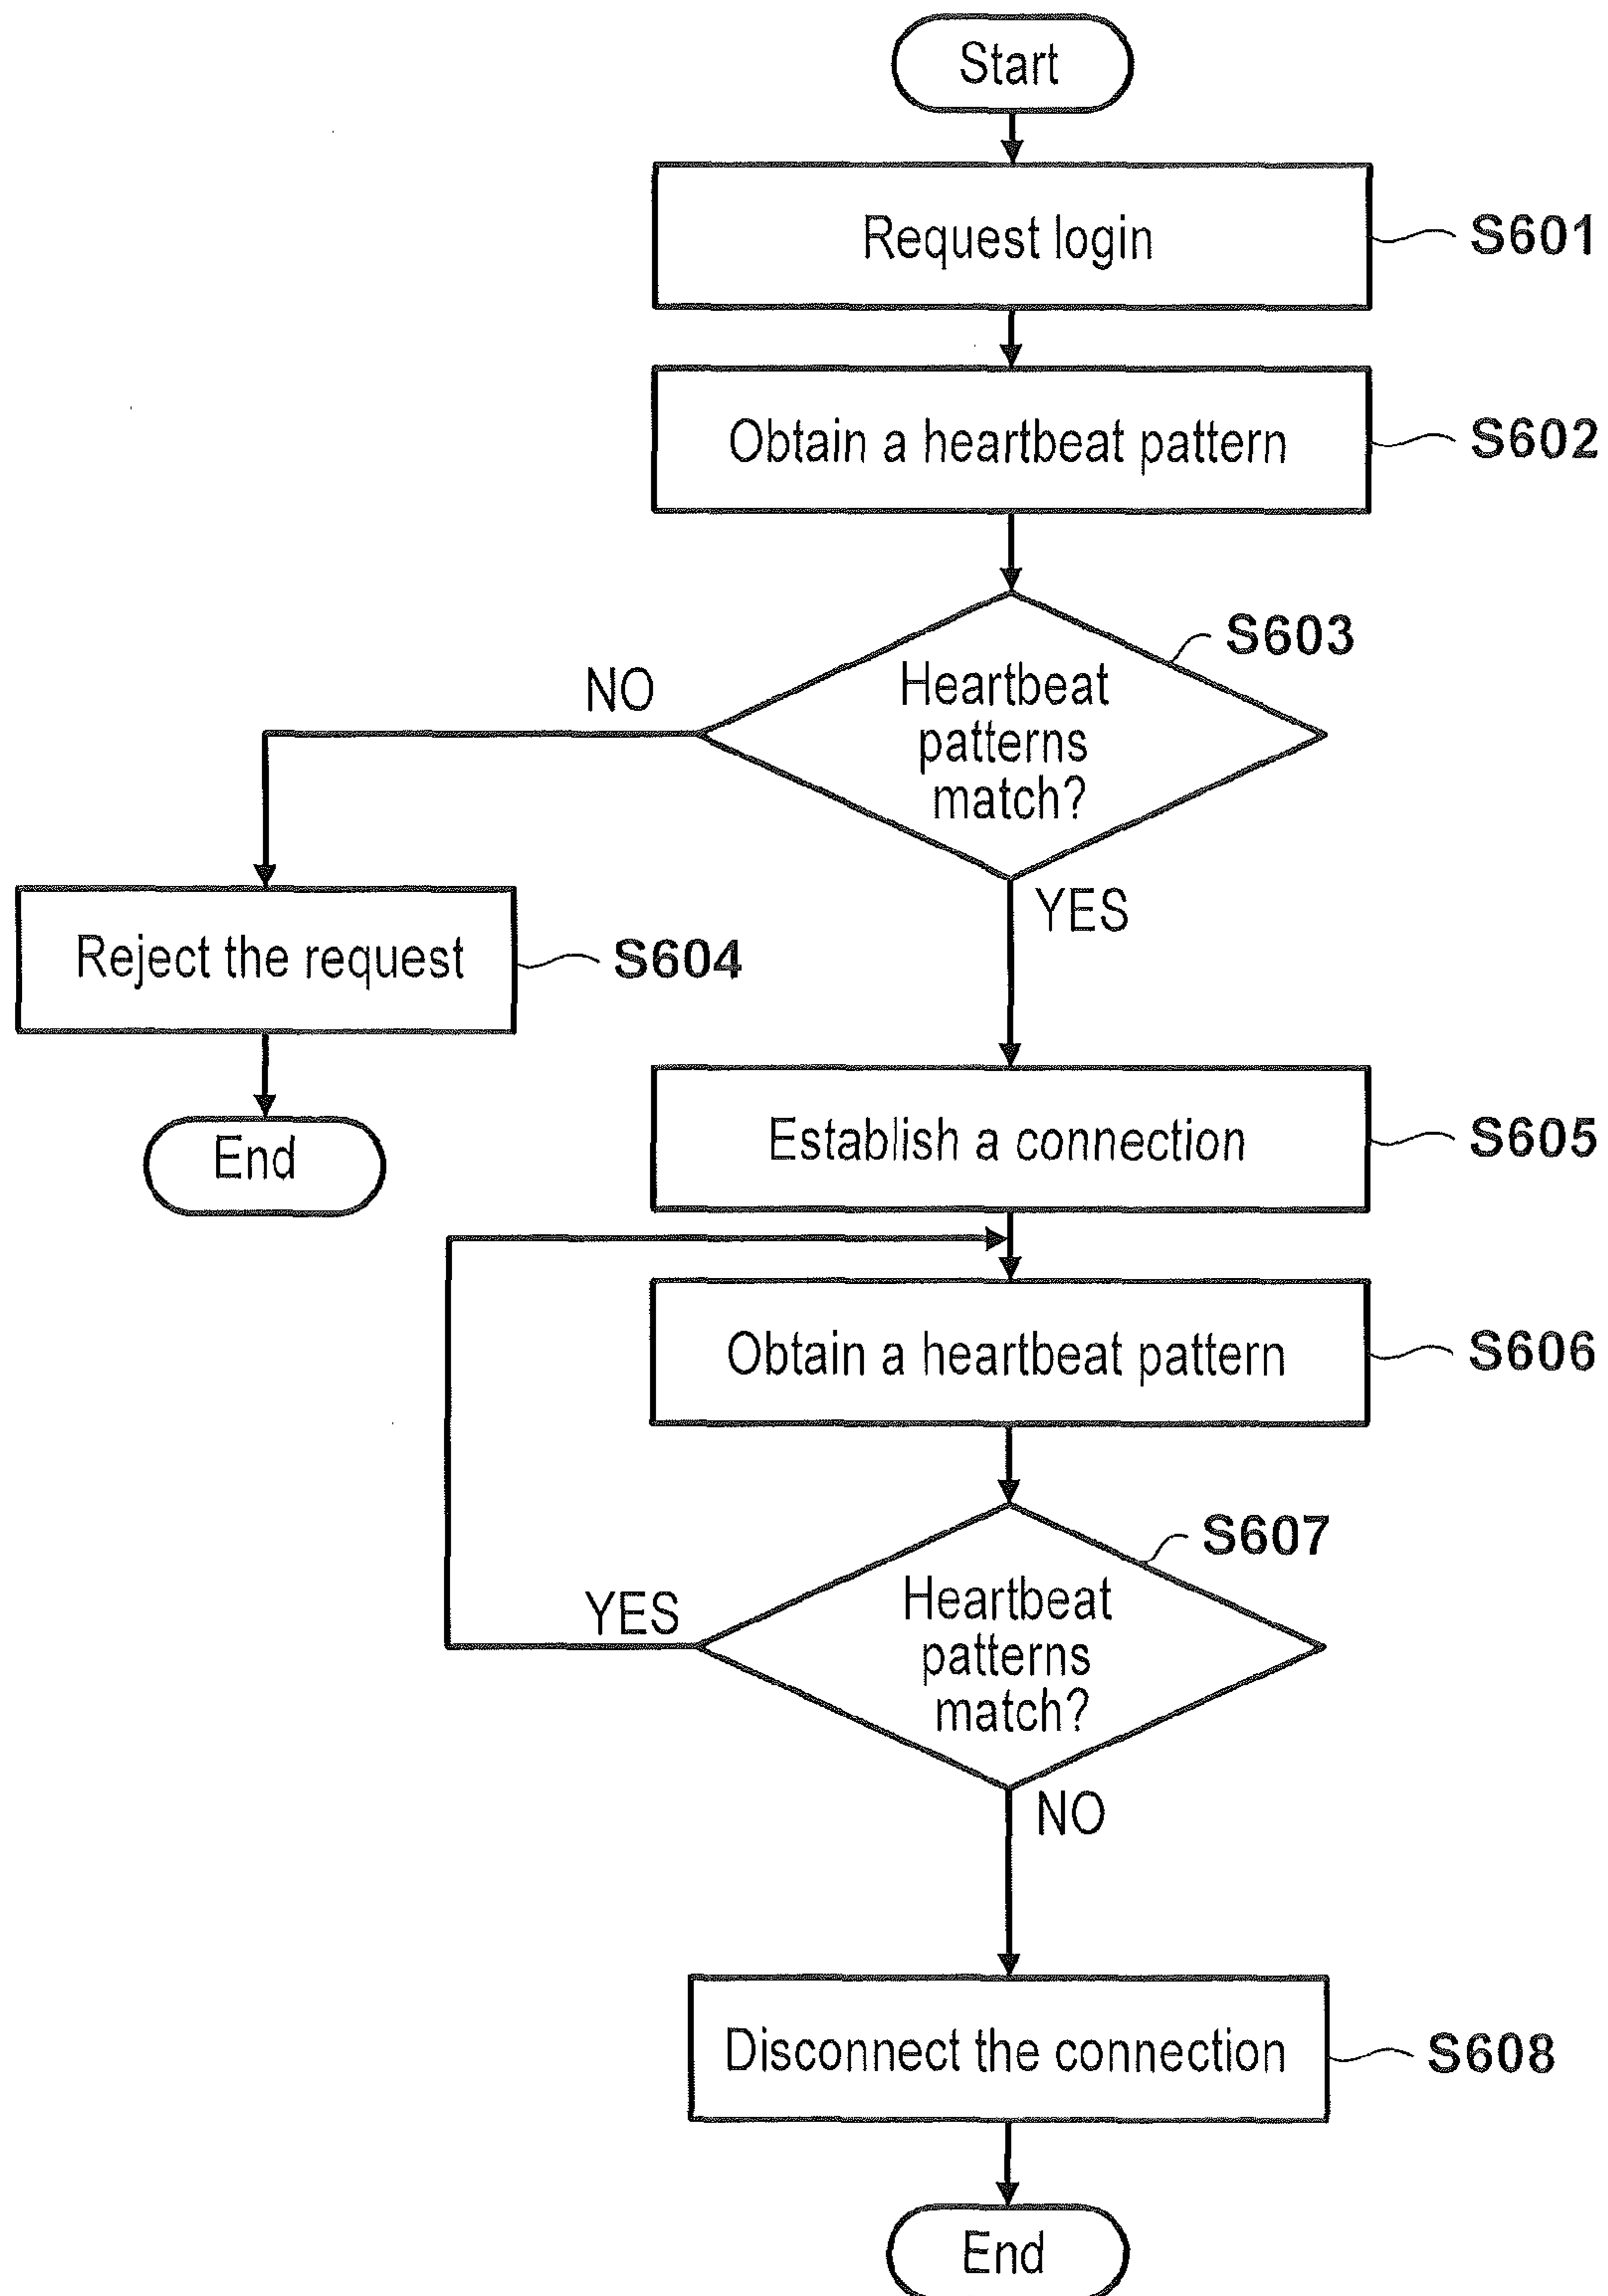 Start
Request login
S601
Obtain a heartbeat pattern
S602
S603
Heartbeat
patterns
match?
NO
YES
Reject the request
S604
End
Establish a connection
S605
Obtain a heartbeat pattern
S606
S607
Heartbeat
patterns
match?
YES
NO
Disconnect the connection
S608
End